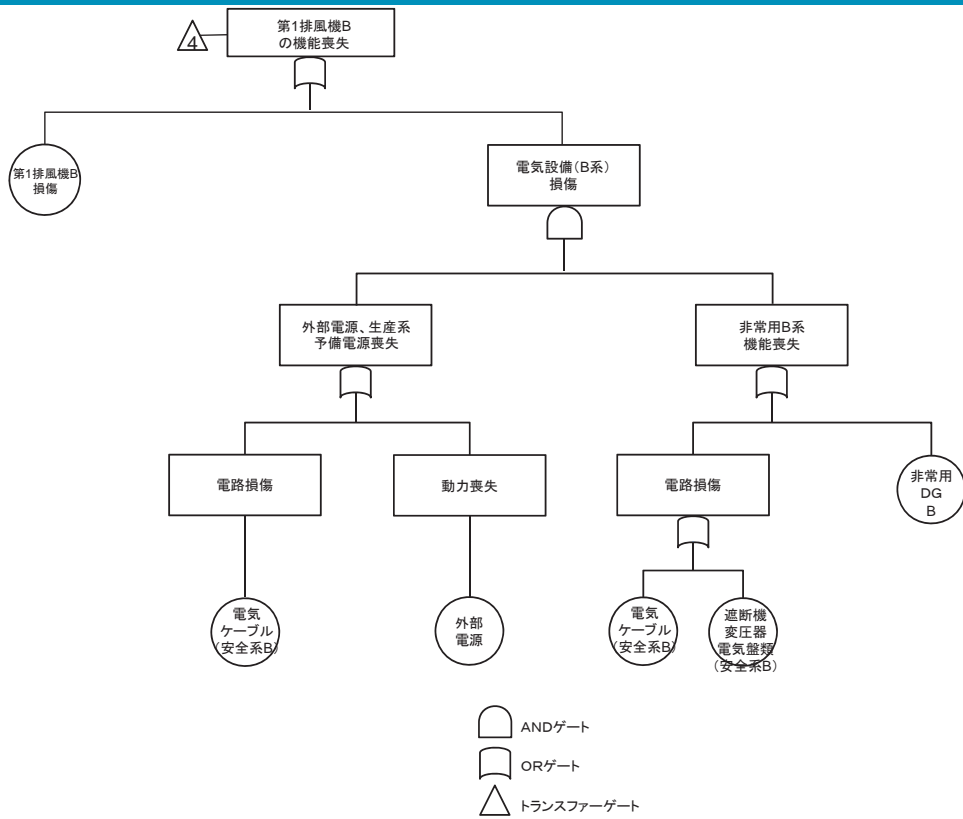 第1排風機B
の機能喪失
4
第1排風機B
損傷
電気設備(B系)
損傷
外部電源、生産系
予備電源喪失
非常用B系
機能喪失
電路損傷
動力喪失
電路損傷
非常用
DG
B
電気
ケーブル
(安全系B)
外部
電源
電気
ケーブル
(安全系B)
遮断機
変圧器
電気盤類
(安全系B)
ANDゲート
ORゲート
トランスファーゲート